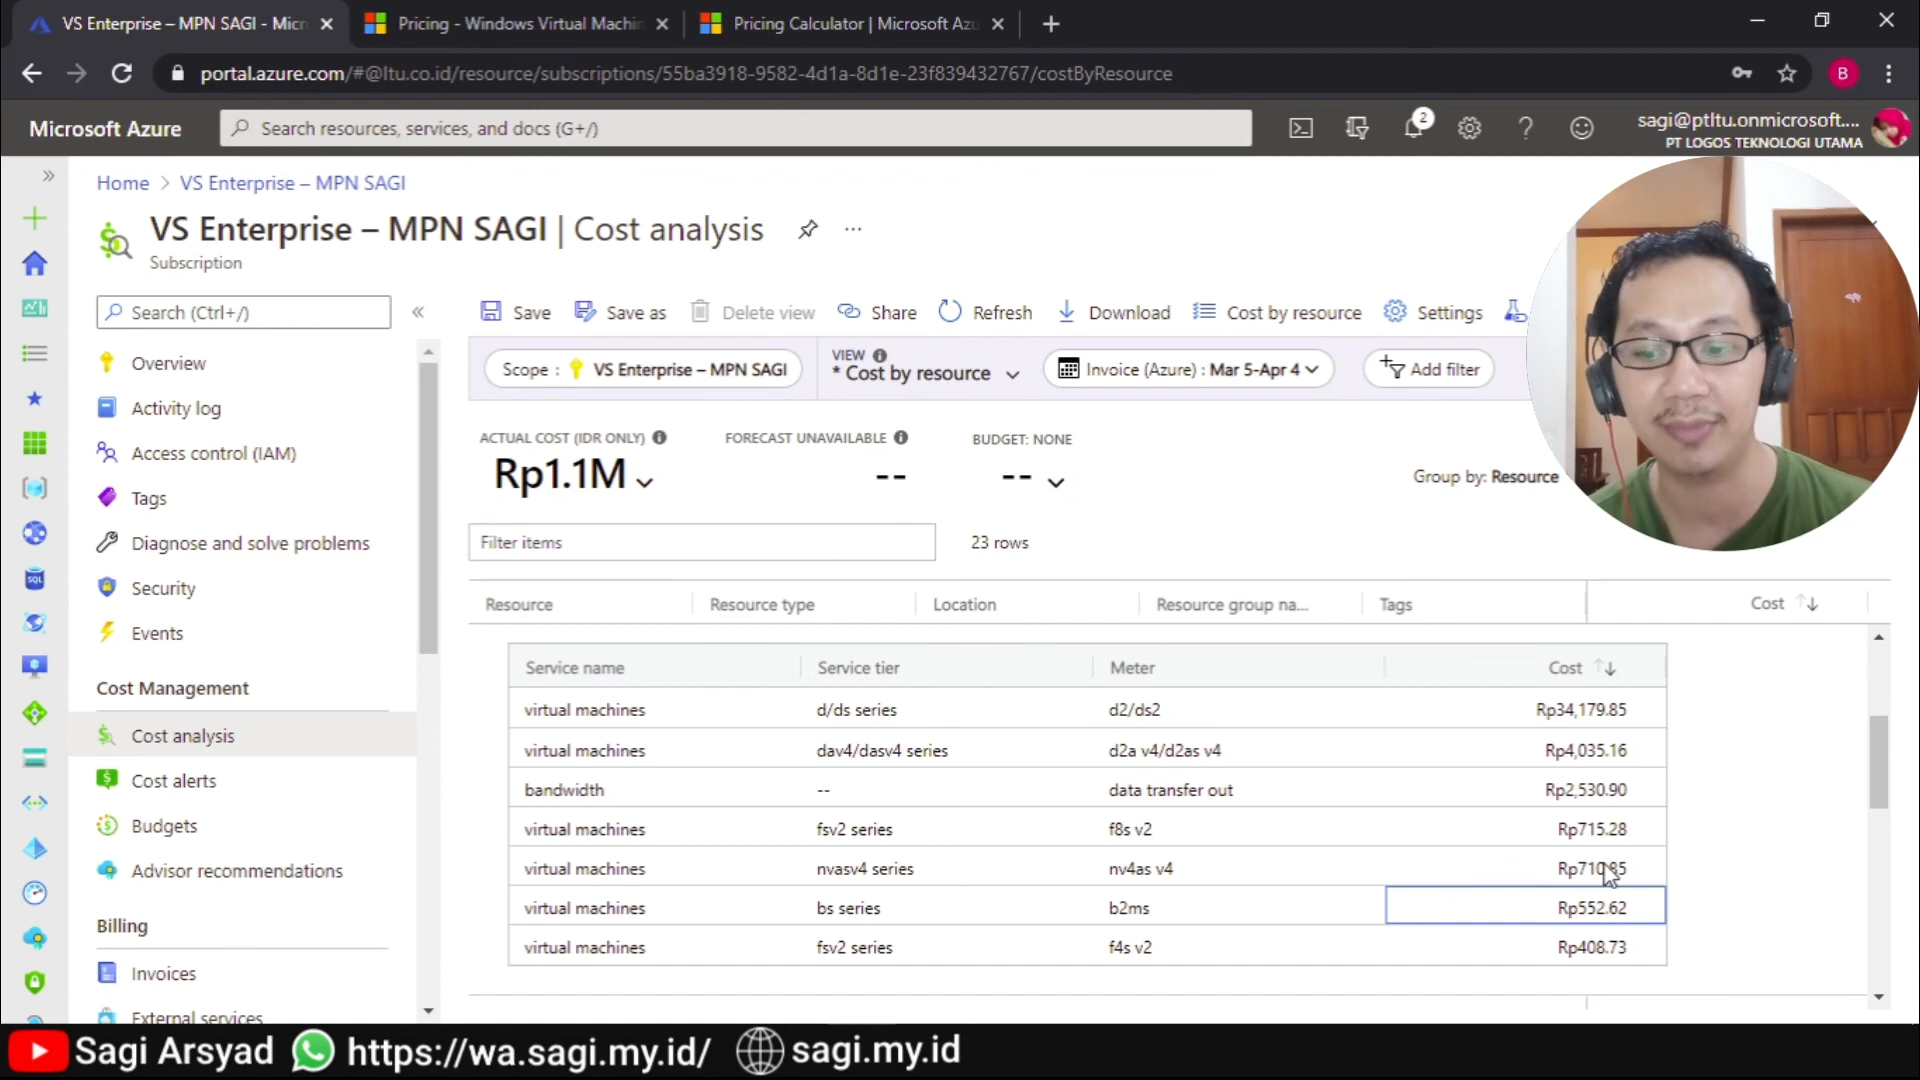 VS Enterprise – MPN SAGI - Micr
Pricing - Windows Virtual Machin
Pricing Calculator | Microsoft Azu
portal.azure.com/#@ltu.co.id/resource/subscriptions/55ba3918-9582-4d1a-8d1e-23f839432767/costByResource
B
Microsoft Azure
Search resources, services, and docs (G+/)
2
sagi@ptltu.onmicrosoft....
PT LOGOS TEKNOLOGI UTAMA
Home > VS Enterprise – MPN SAGI
VS Enterprise – MPN SAGI | Cost analysis
Subscription
Search (Ctrl+/)
Overview
Activity log
Access control (IAM)
Tags
Diagnose and solve problems
Security
Events
Cost Management
Cost analysis
Cost alerts
Budgets
Advisor recommendations
Billing
Invoices
External services
Save
Save as
Delete view
Share
Refresh
Download
Cost by resource
Settings
Scope : VS Enterprise – MPN SAGI
VIEW
* Cost by resource
Invoice (Azure) : Mar 5-Apr 4
Add filter
ACTUAL COST (IDR ONLY)
Rp1.1M
FORECAST UNAVAILABLE
--
BUDGET: NONE
--
Group by: Resource
Filter items
23 rows
Resource Resource type Location Resource group na... Tags Cost
Service name Service tier Meter Cost
virtual machines d/ds series d2/ds2 Rp34,179.85
virtual machines dav4/dasv4 series d2a v4/d2as v4 Rp4,035.16
bandwidth -- data transfer out Rp2,530.90
virtual machines fsv2 series f8s v2 Rp715.28
virtual machines nvasv4 series nv4as v4 Rp710.85
virtual machines bs series b2ms Rp552.62
virtual machines fsv2 series f4s v2 Rp408.73
SQL
Sagi Arsyad https://wa.sagi.my.id/ sagi.my.id